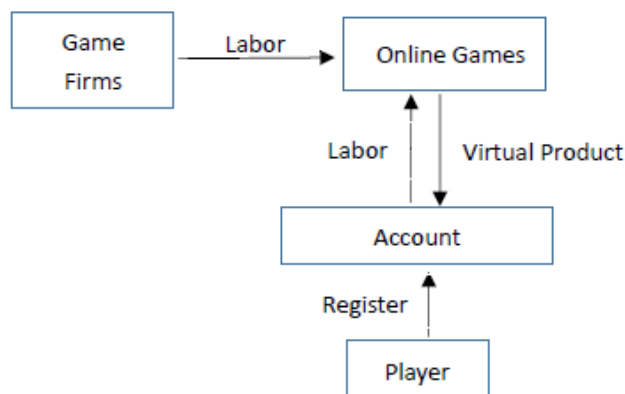 Game
Firms
Labor
Online Games
Labor
Virtual Product
Account
Register
Player